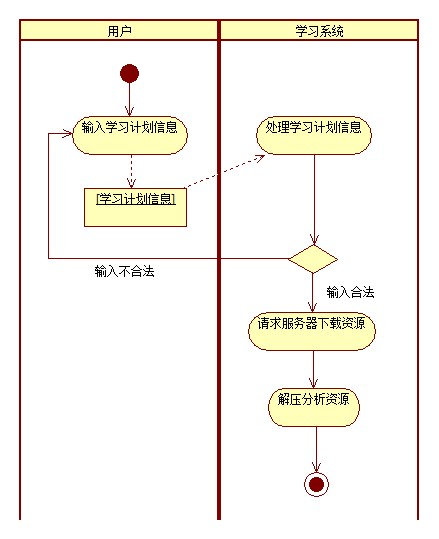 用户
学习系统
输入学习计划信息
处理学习计划信息
[学习计划信息]
输入不合法
输入合法
请求服务器下载资源
解压分析资源